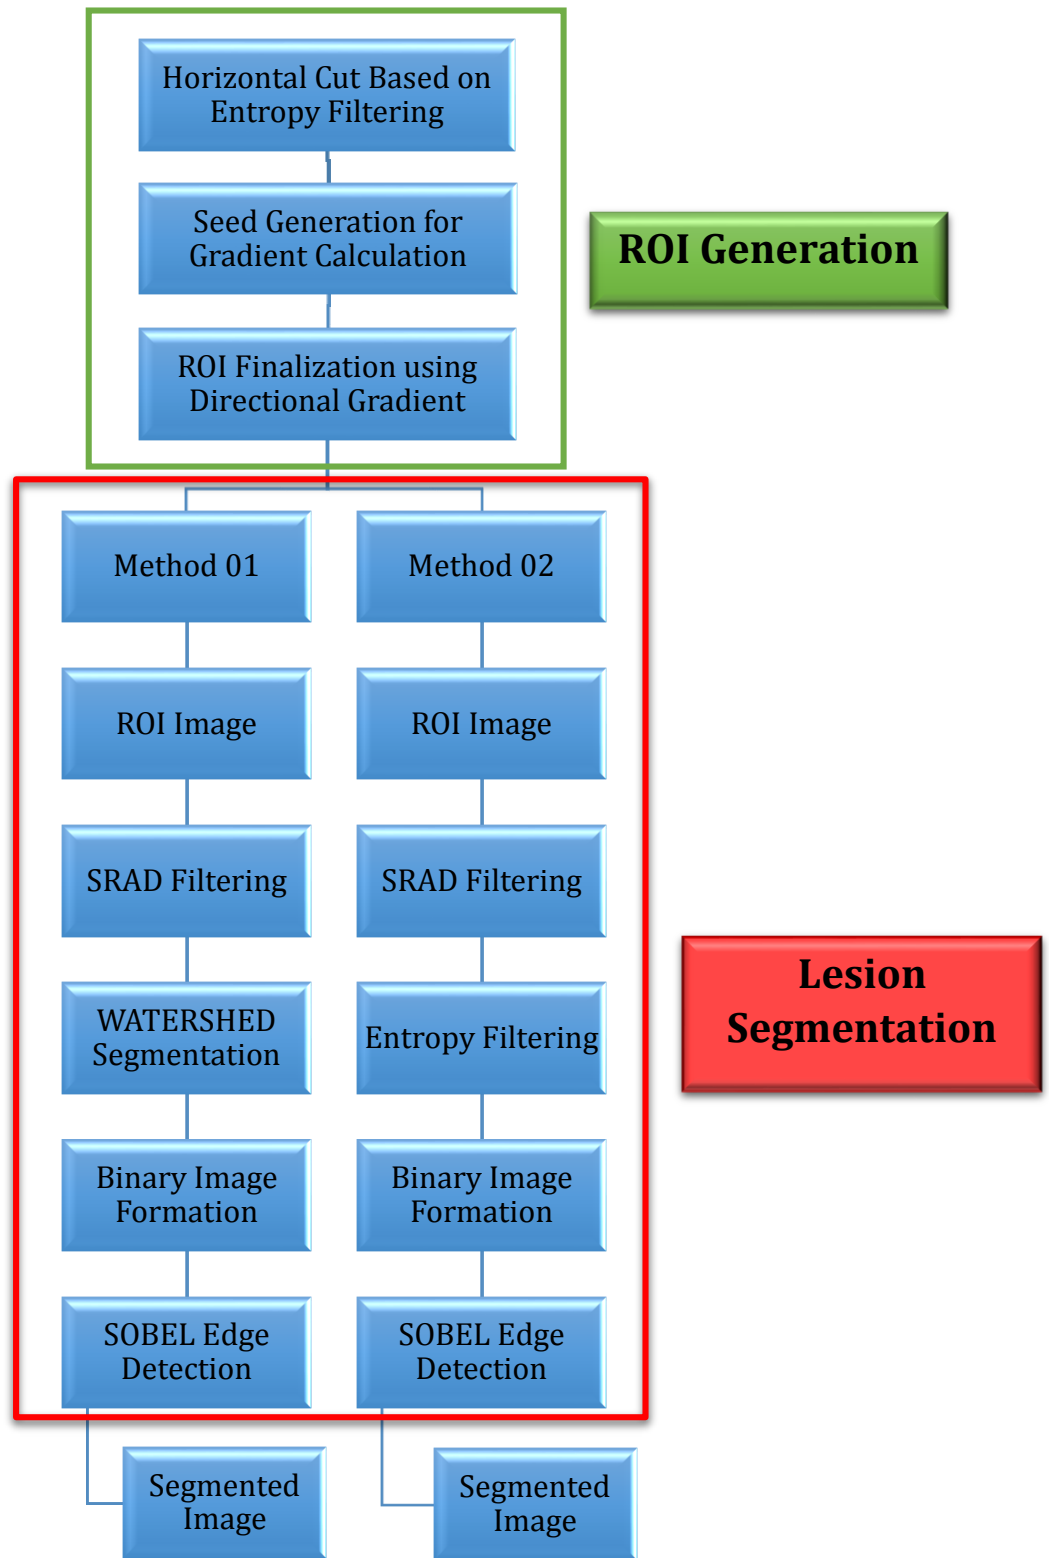 Horizontal Cut Based on
Entropy Filtering
Seed Generation for
Gradient Calculation
ROI Generation
ROI Finalization using
Directional Gradient
Method 01
Method 02
ROI Image
ROI Image
SRAD Filtering
SRAD Filtering
WATERSHED
Segmentation
Entropy Filtering
Lesion
Segmentation
Binary Image
Formation
Binary Image
Formation
SOBEL Edge
Detection
SOBEL Edge
Detection
Segmented
Image
Segmented
Image